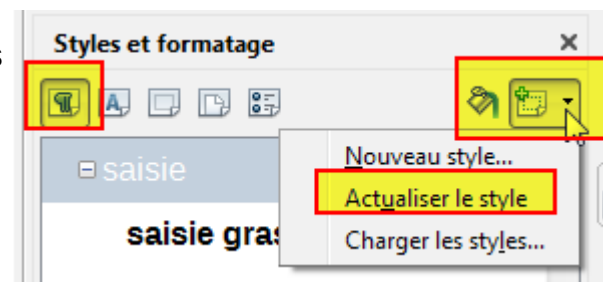 s
Styles et formatage
saisie
Nouveau style...
Actualiser le style
saisie gras
Charger les styles...